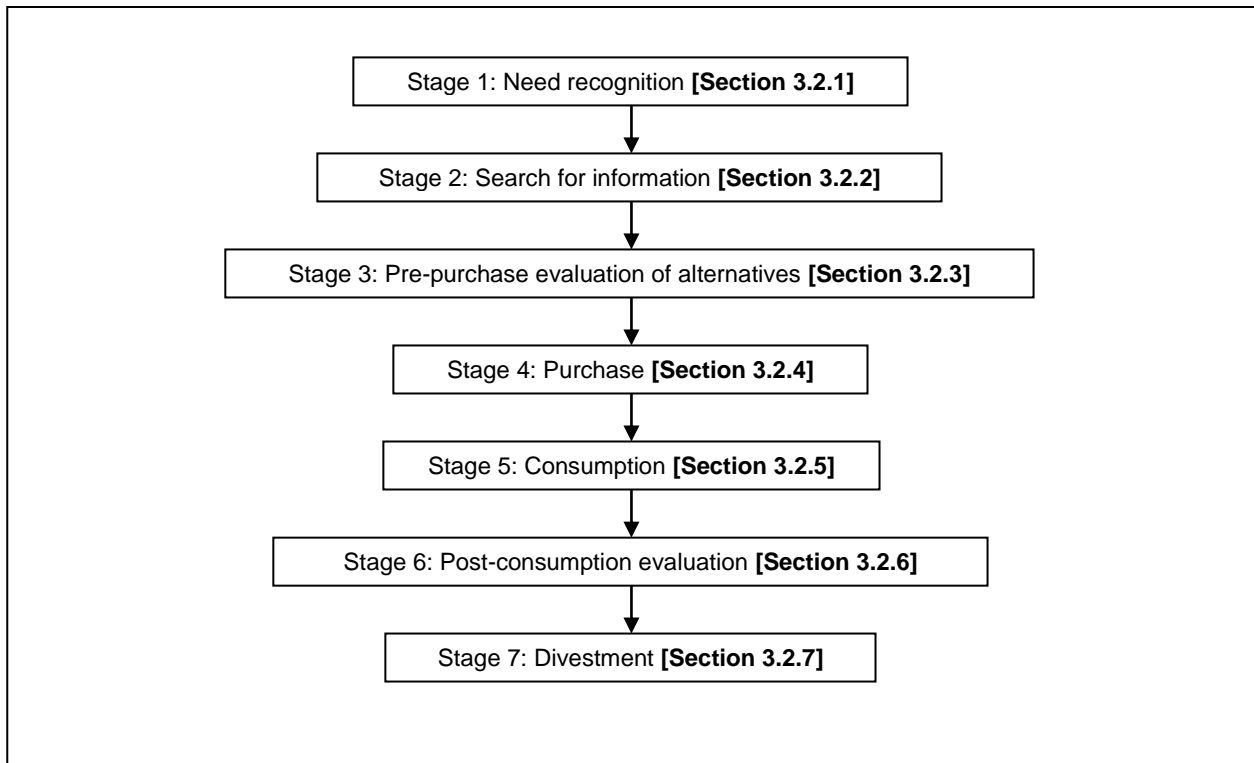 Stage 1: Need recognition [Section 3.2.1]
Stage 2: Search for information [Section 3.2.2]
Stage 3: Pre-purchase evaluation of alternatives [Section 3.2.3]
Stage 4: Purchase [Section 3.2.4]
Stage 5: Consumption [Section 3.2.5]
Stage 6: Post-consumption evaluation [Section 3.2.6]
Stage 7: Divestment [Section 3.2.7]